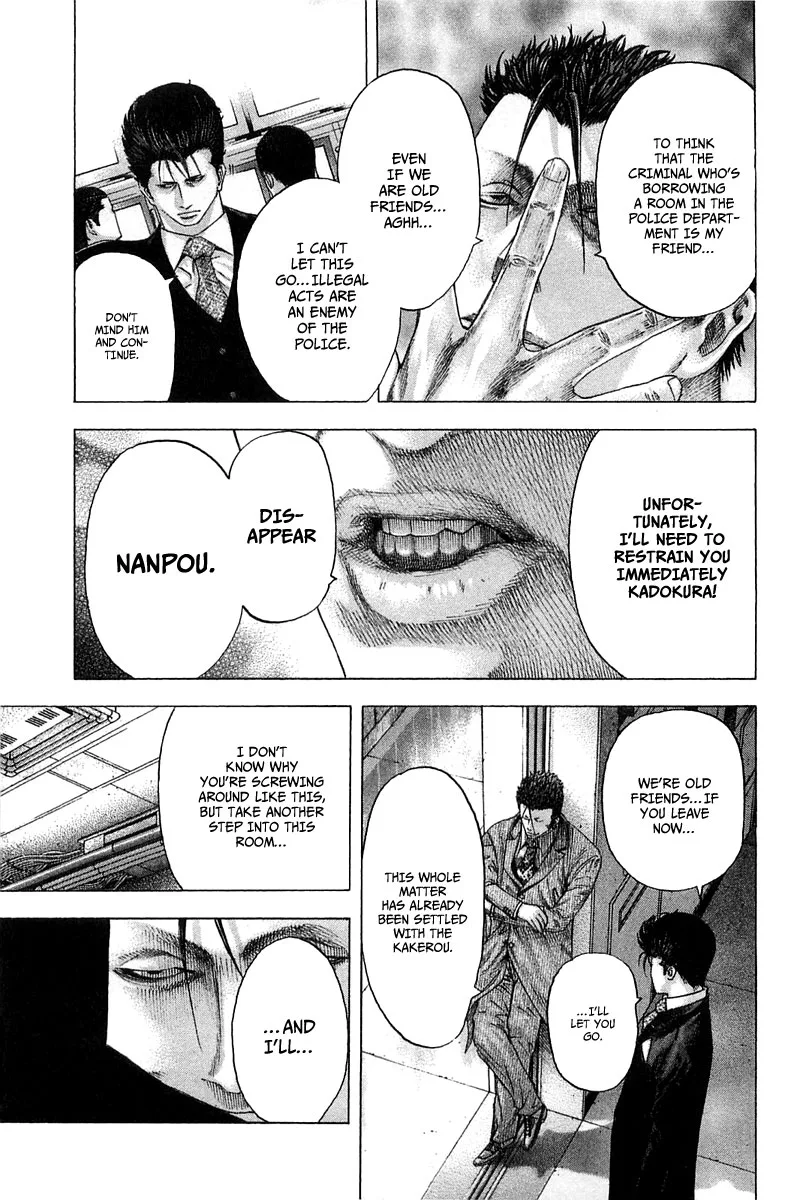 TO THINK
THAT THE
CRIMINAL WHO'S
BORROWING
A ROOM IN THE
POLICE DEPART-
MENT IS MY
FRIEND...
EVEN
IF WE
ARE OLD
FRIENDS...
AGHH...
I CAN'T
LET THIS
GO...ILLEGAL
ACTS ARE
AN ENEMY
OF THE
POLICE.
DON'T
MIND HIM
AND CON-
TINUE.
UNFOR-
TUNATELY,
I'LL NEED TO
RESTRAIN YOU
IMMEDIATELY
KADOKURA!
DIS-
APPEAR
NANPOU.
WE'RE OLD
FRIENDS...IF
YOU LEAVE
NOW...
...I'LL
LET YOU
GO.
THIS WHOLE
MATTER
HAS ALREADY
BEEN SETTLED
WITH THE
KAKEROU.
I DON'T
KNOW WHY
YOU'RE SCREWING
AROUND LIKE THIS,
BUT TAKE ANOTHER
STEP INTO THIS
ROOM...
...AND
I'LL...